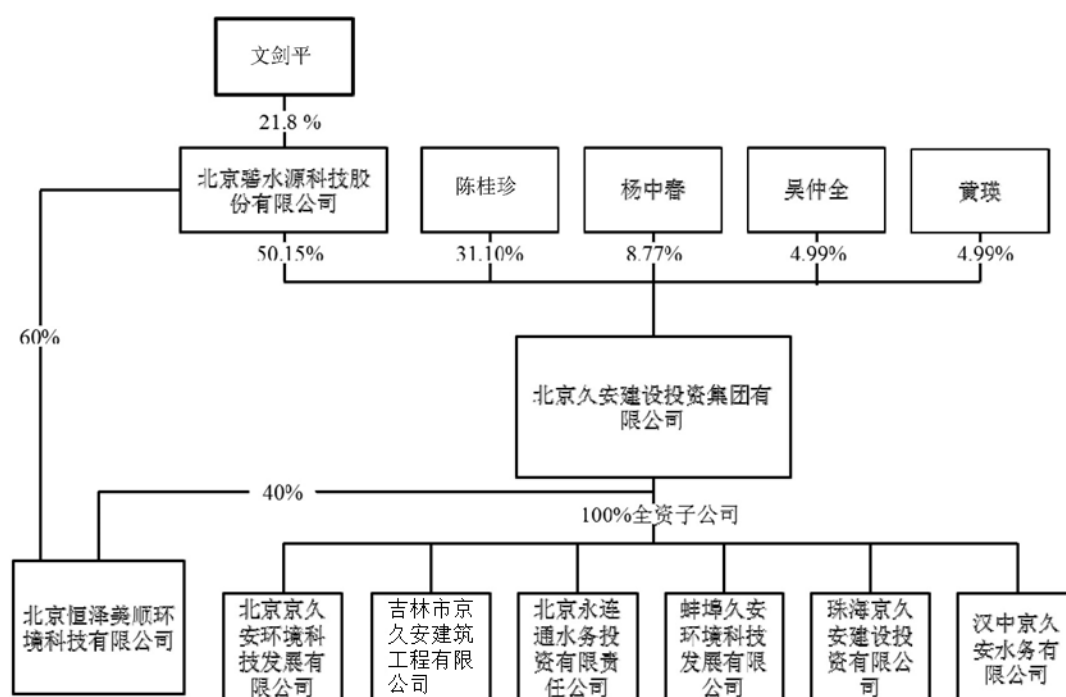 文剑平
21.8 %
北京碧水源科技股
份有限公司
陈桂珍
杨中春
吴仲全
黄瑛
50.15%
31.10%
8.77%
4.99%
4.99%
60%
北京久安建设投资集团有
限公司
40%
100%全资子公司
北京恒泽美顺环
境科技有限公司
北京京久
安环境科
技发展有
限公司
吉林市京
久安建筑
工程有限
公司
北京永连
通水务投
资有限责
任公司
蚌埠久安
环境科技
发展有限
公司
珠海京久
安建设投
资有限公
司
汉中京久
安水务有
限公司